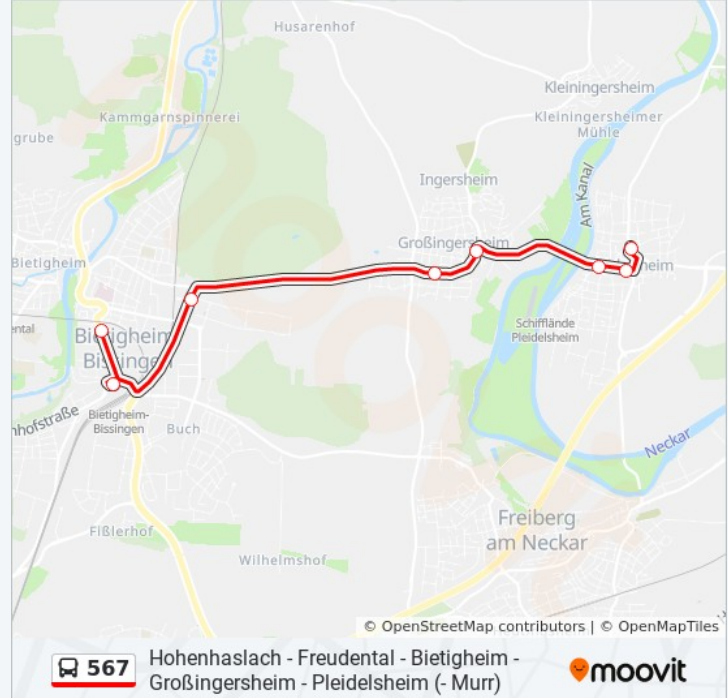 Husarenhof
Kleiningersheim
Kammgarnspinnerei
Kleiningersheimer
Mühle
grube
Am Kanal
Ingersheim
Großingersheim
Bietigheim
heim
ental
Schifflände
Pleidelsheim
Bietigheim
Bissingen
nhofstraße
Bietigheim-
Bissingen
Buch
Neckar
Freiberg
am Neckar
Fißlerhof
Wilhelmshof
© OpenStreetMap contributors | © OpenMapTiles
567
Hohenhaslach - Freudental - Bietigheim -
Großingersheim - Pleidelsheim (- Murr)
moovit